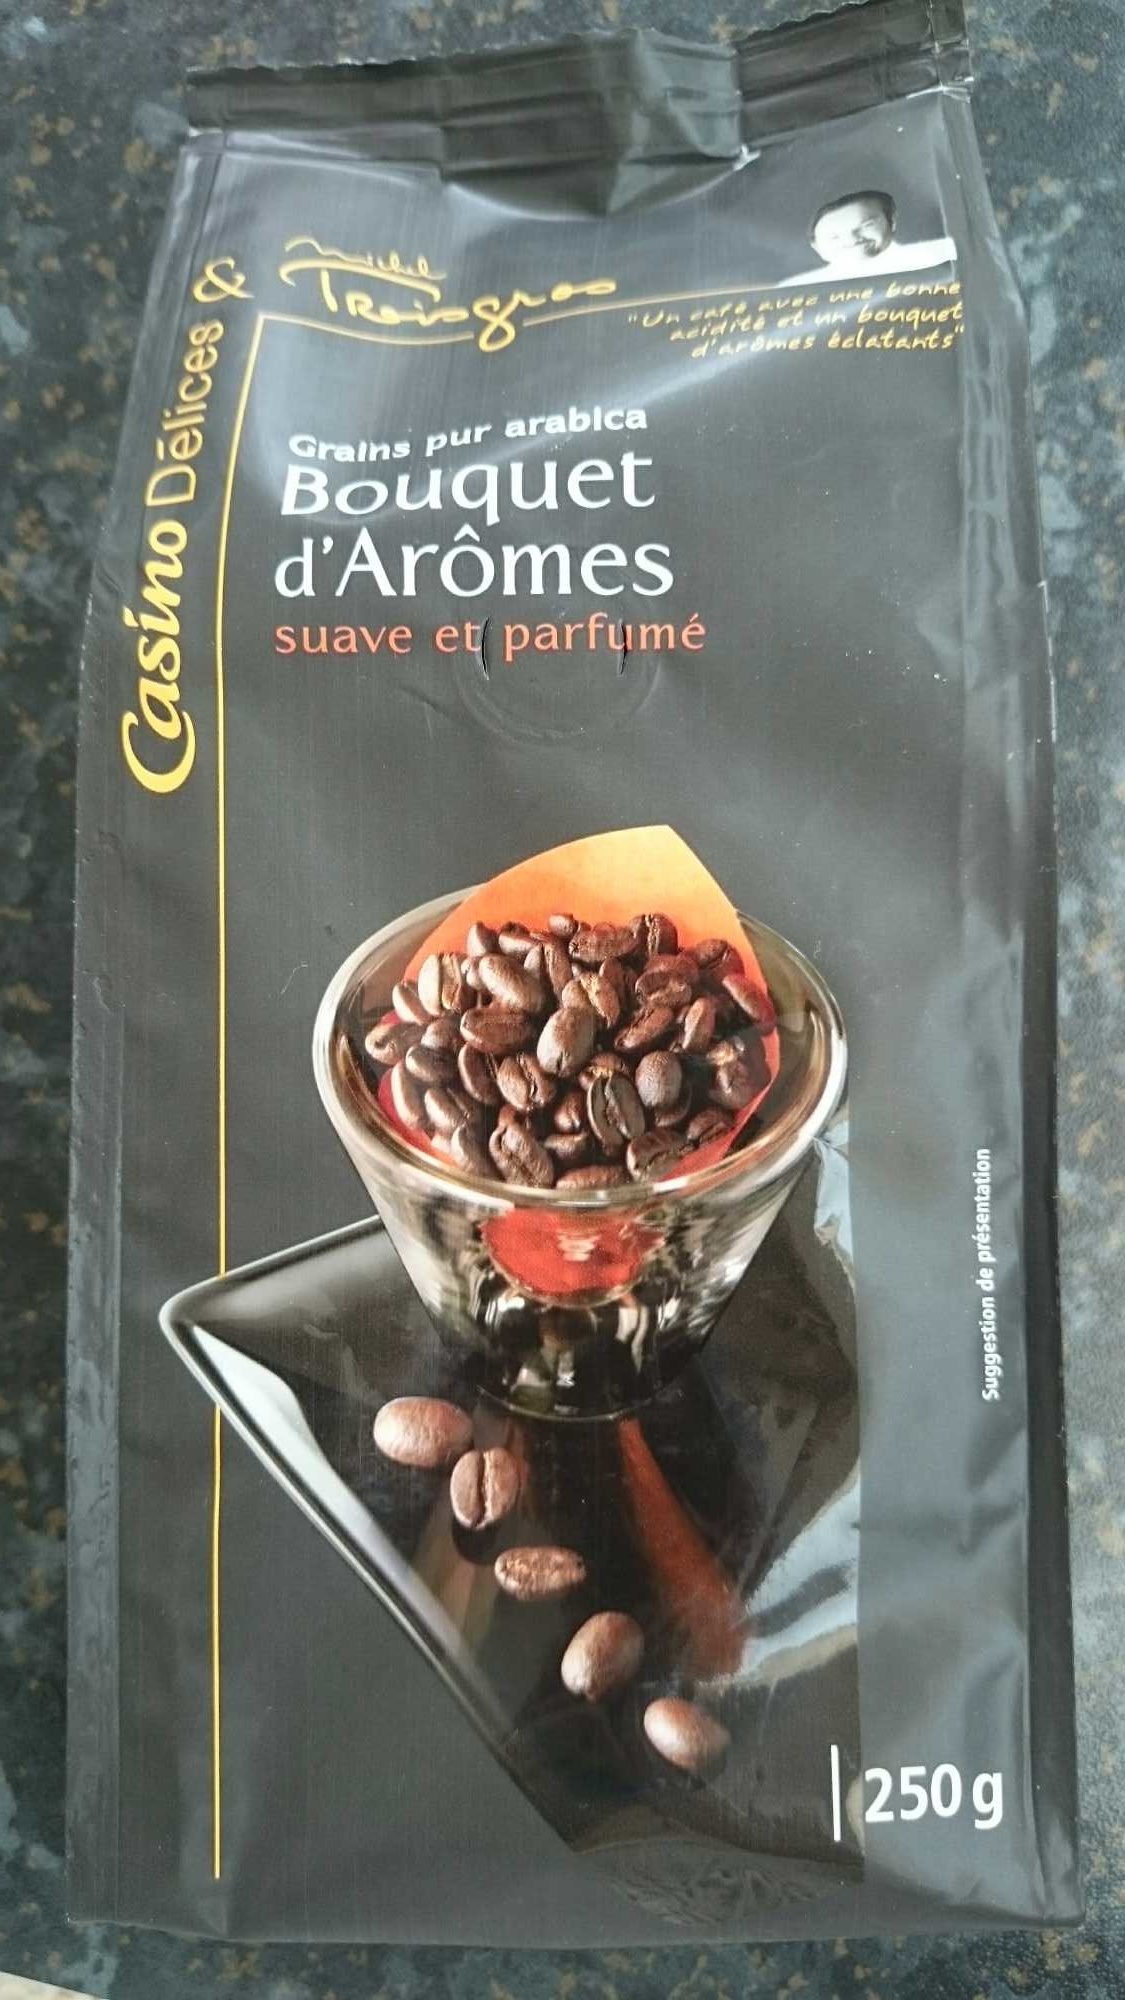 Casino Délices &
Michel
Troisgros
"Un café avec une bonne
acidité et un bouquet
d'arômes éclatants"
Grains pur arabica
Bouquet
d'Arômes
suave et parfumé
Suggestion de présentation
250 g